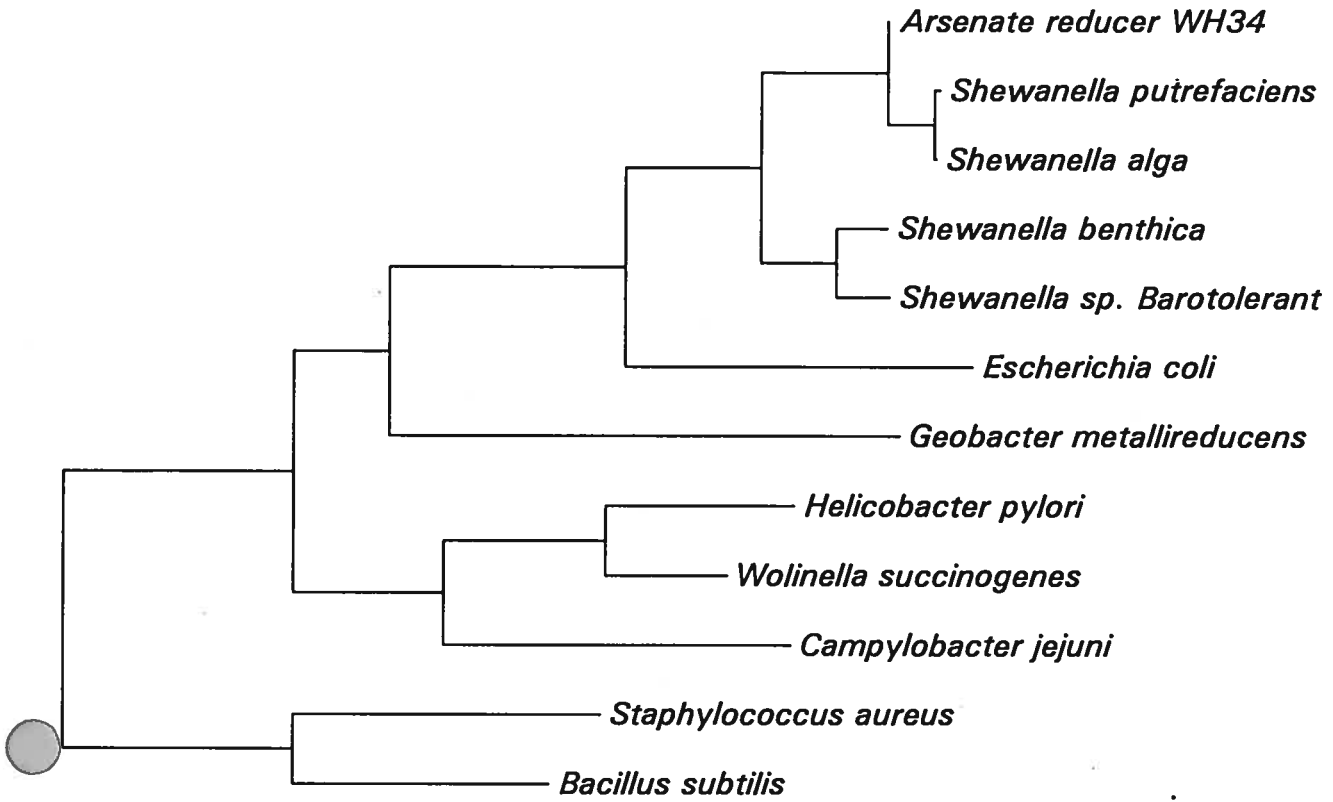 Arsenate reducer WH34
Shewanella putrefaciens
Shewanella alga
Shewanella benthica
Shewanella sp. Barotolerant
Escherichia coli
Geobacter metallireducens
Helicobacter pylori
Wolinella succinogenes
Campylobacter jejuni
Staphylococcus aureus
Bacillus subtilis